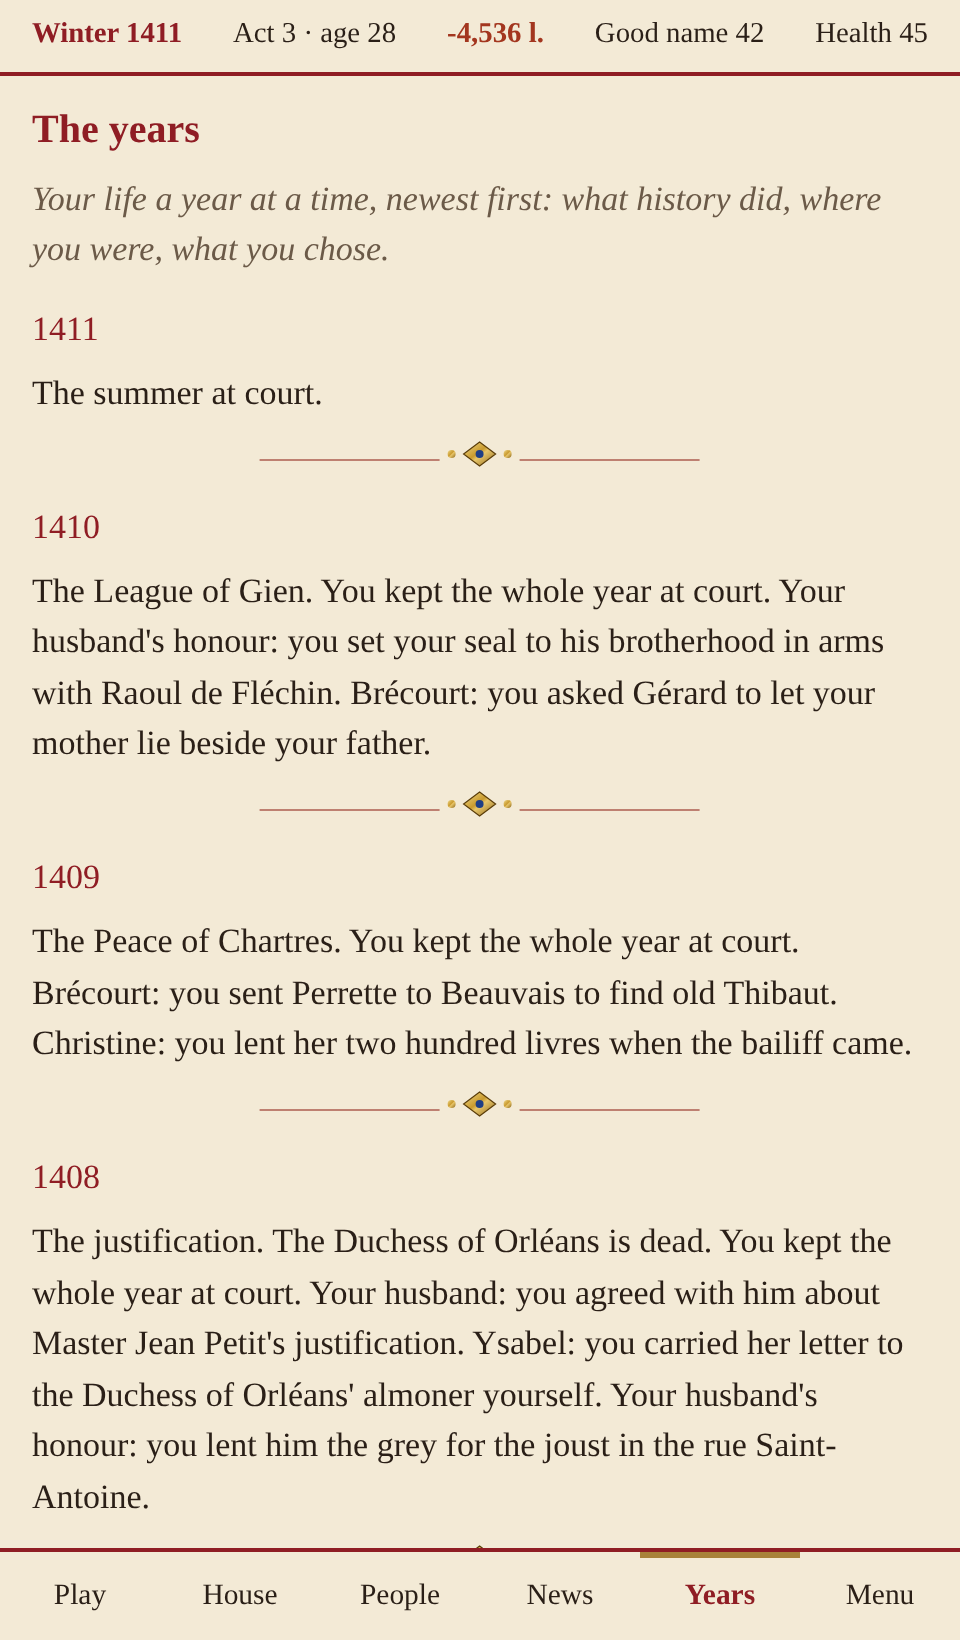 Winter 1411 Act 3 · age 28 -4,536 l. Good name 42 Health 45
The years
Your life a year at a time, newest first: what history did, where
you were, what you chose.
1411
The summer at court.
1410
The League of Gien. You kept the whole year at court. Your
husband's honour: you set your seal to his brotherhood in arms
with Raoul de Fléchin. Brécourt: you asked Gérard to let your
mother lie beside your father.
1409
The Peace of Chartres. You kept the whole year at court.
Brécourt: you sent Perrette to Beauvais to find old Thibaut.
Christine: you lent her two hundred livres when the bailiff came.
1408
The justification. The Duchess of Orléans is dead. You kept the
whole year at court. Your husband: you agreed with him about
Master Jean Petit's justification. Ysabel: you carried her letter to
the Duchess of Orléans' almoner yourself. Your husband's
honour: you lent him the grey for the joust in the rue Saint-
Antoine.
Play House People News Years Menu